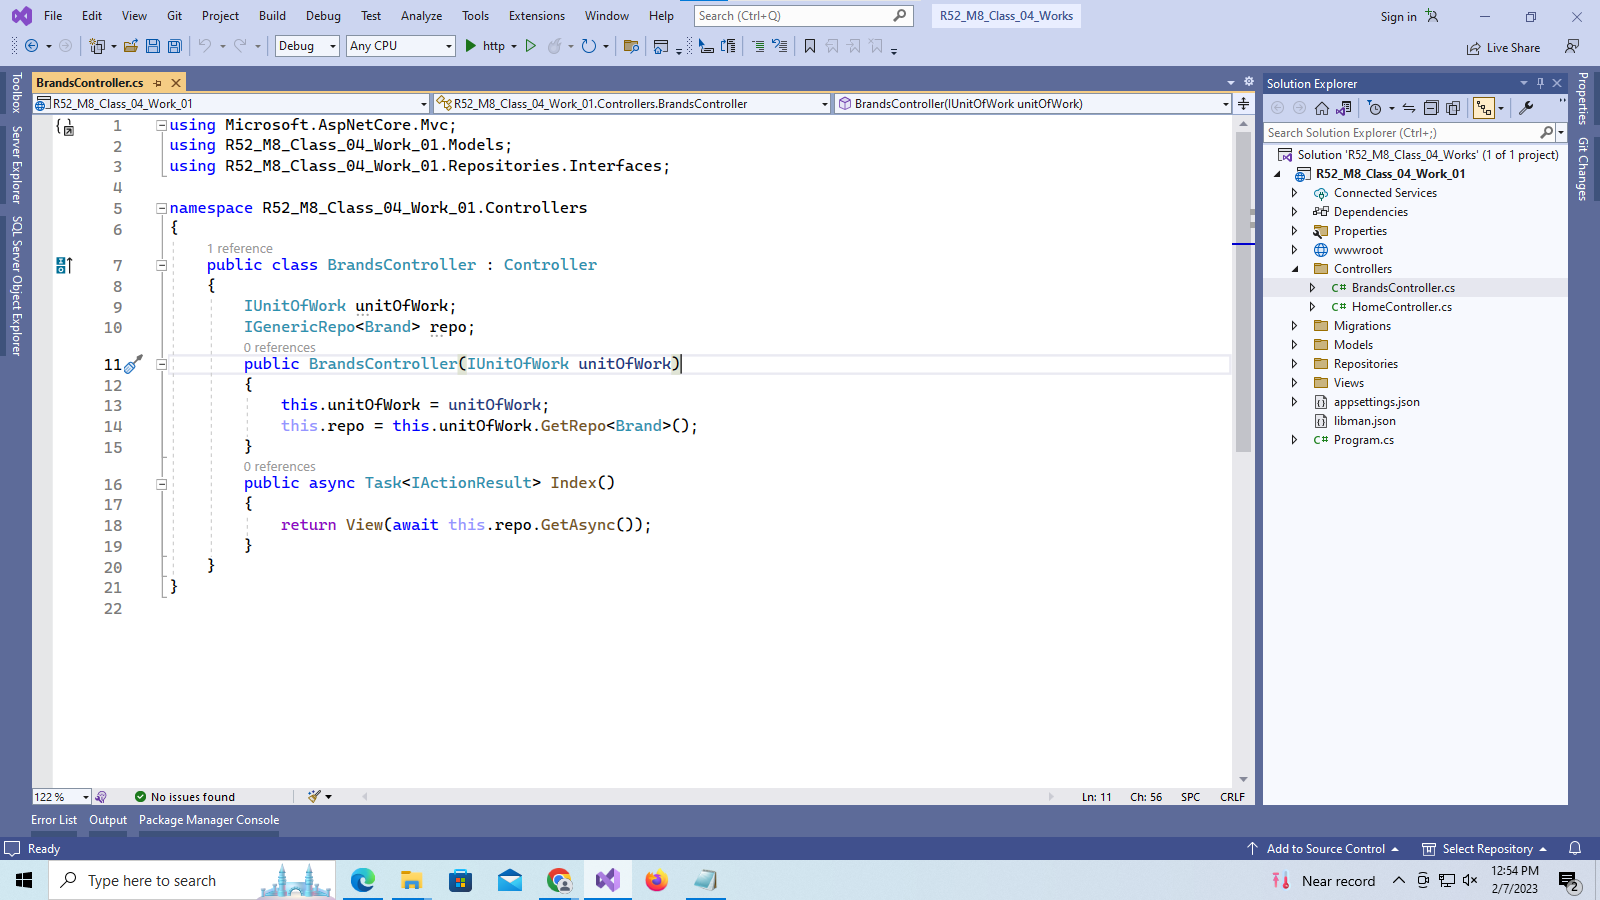 File Edit View Git Project Build Debug Test Analyze Tools Extensions Window Help Search (Ctrl+Q) R52_M8_Class_04_Works Sign in
Debug Any CPU http Live Share
BrandsController.cs
R52_M8_Class_04_Work_01 R52_M8_Class_04_Work_01.Controllers.BrandsController BrandsController(IUnitOfWork unitOfWork)
1 using Microsoft.AspNetCore.Mvc;
2 using R52_M8_Class_04_Work_01.Models;
3 using R52_M8_Class_04_Work_01.Repositories.Interfaces;
4
5 namespace R52_M8_Class_04_Work_01.Controllers
6 {
1 reference
7 public class BrandsController : Controller
8 {
9 IUnitOfWork unitOfWork;
10 IGenericRepo<Brand> repo;
0 references
11 public BrandsController(IUnitOfWork unitOfWork)
12 {
13 this.unitOfWork = unitOfWork;
14 this.repo = this.unitOfWork.GetRepo<Brand>();
15 }
0 references
16 public async Task<IActionResult> Index()
17 {
18 return View(await this.repo.GetAsync());
19 }
20 }
21 }
22
122 % No issues found Ln: 11 Ch: 56 SPC CRLF
Toolbox
Server Explorer
SQL Server Object Explorer
Solution Explorer
Search Solution Explorer (Ctrl+;)
Solution 'R52_M8_Class_04_Works' (1 of 1 project)
R52_M8_Class_04_Work_01
Connected Services
Dependencies
Properties
wwwroot
Controllers
C# BrandsController.cs
C# HomeController.cs
Migrations
Models
Repositories
Views
appsettings.json
libman.json
C# Program.cs
Properties
Git Changes
Error List Output Package Manager Console
Ready Add to Source Control Select Repository
Type here to search Near record 12:54 PM
2/7/2023 2